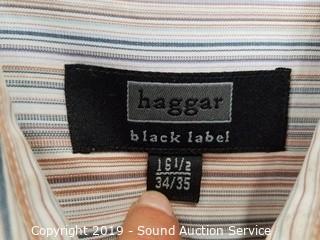 haggar
black label
16 1/2
34/35
Copyright 2019 - Sound Auction Service